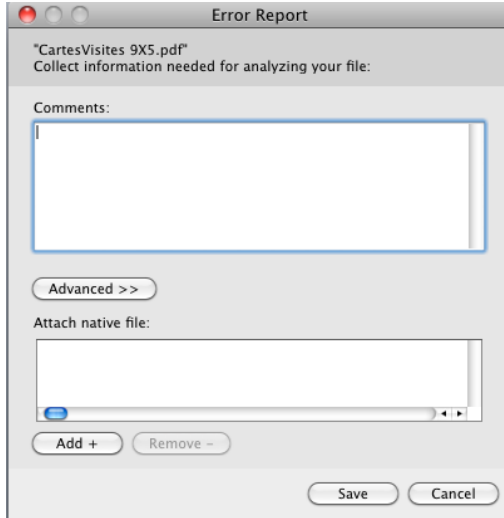 Error Report
"CartesVisites 9X5.pdf"
Collect information needed for analyzing your file:
Comments:
Advanced >>
Attach native file:
Add +
Remove –
Save
Cancel